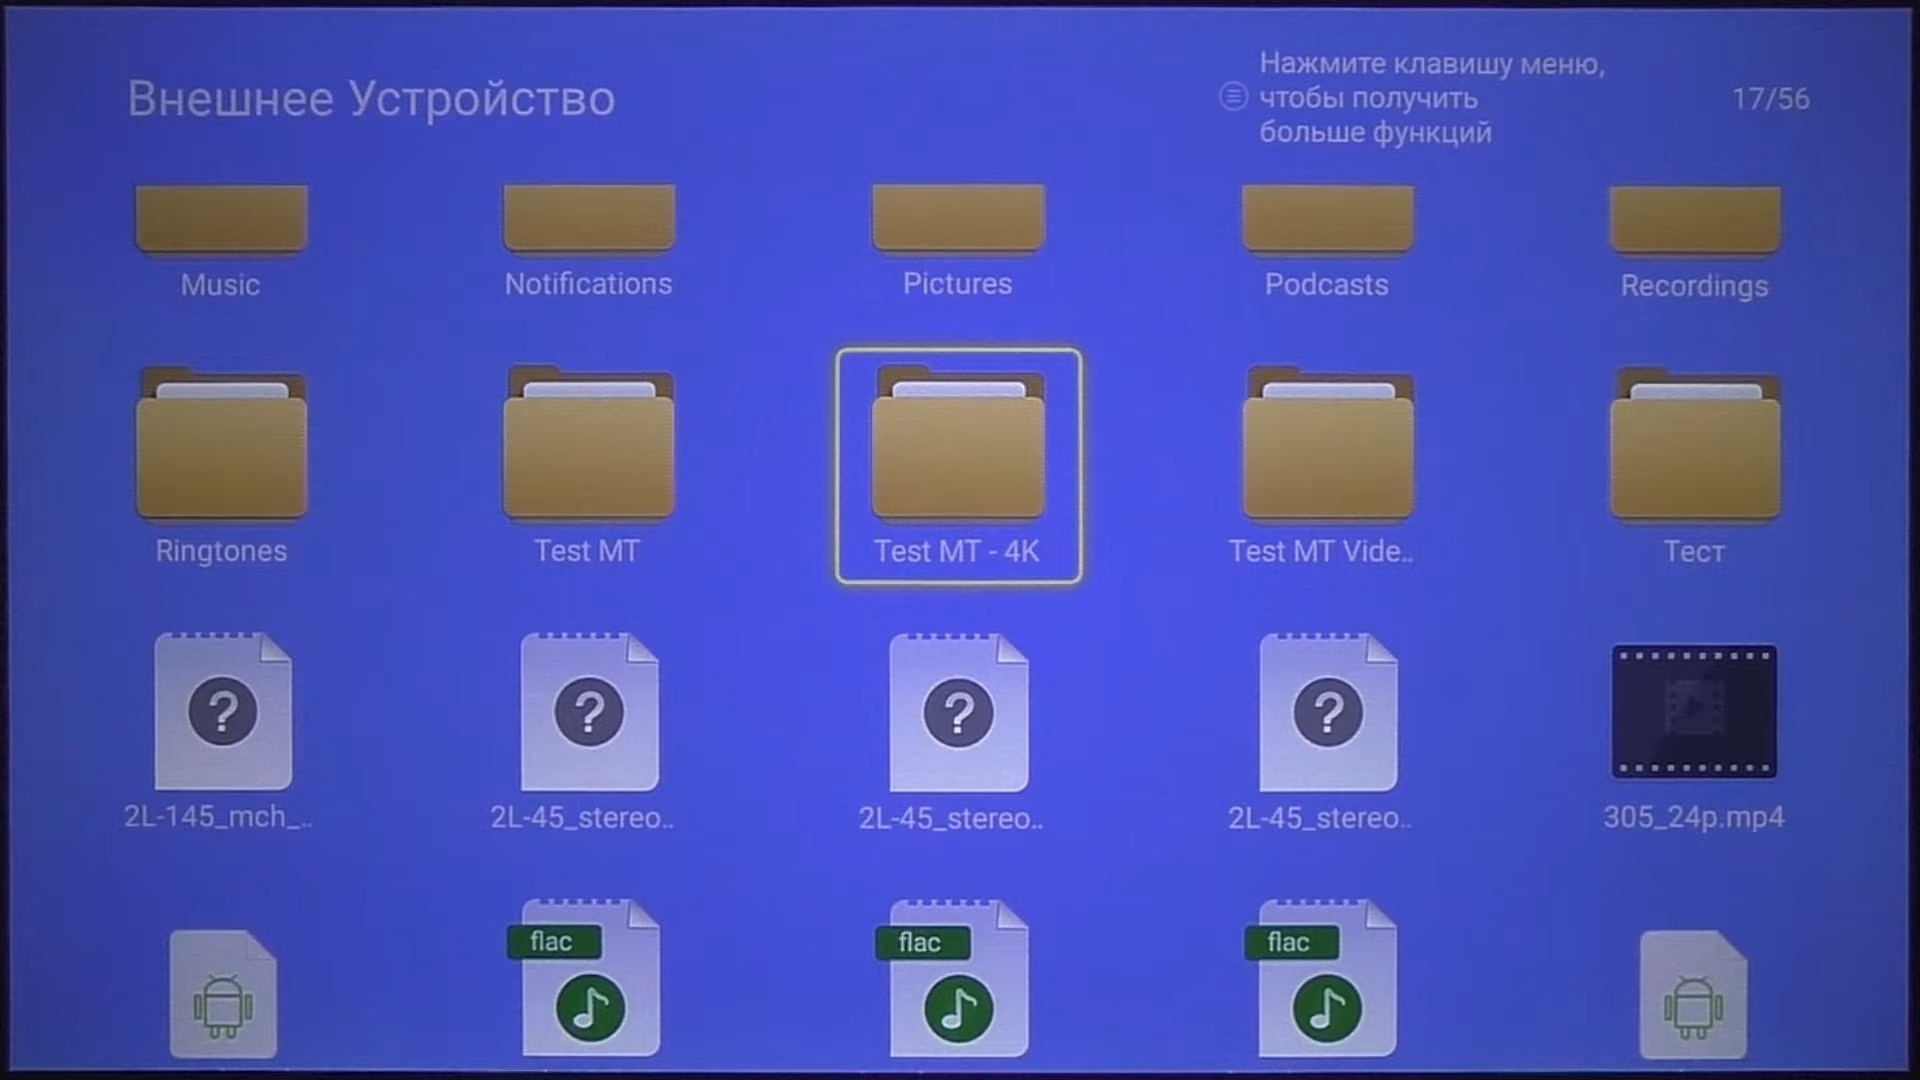 Внешнее Устройство
Нажмите клавишу меню,
чтобы получить
больше функций
17/56
Music
Notifications
Pictures
Podcasts
Recordings
Ringtones
Test MT
Test MT - 4K
Test MT Vide..
Тест
?
?
?
?
2L-145_mch_..
2L-45_stereo..
2L-45_stereo..
2L-45_stereo..
305_24p.mp4
flac
flac
flac